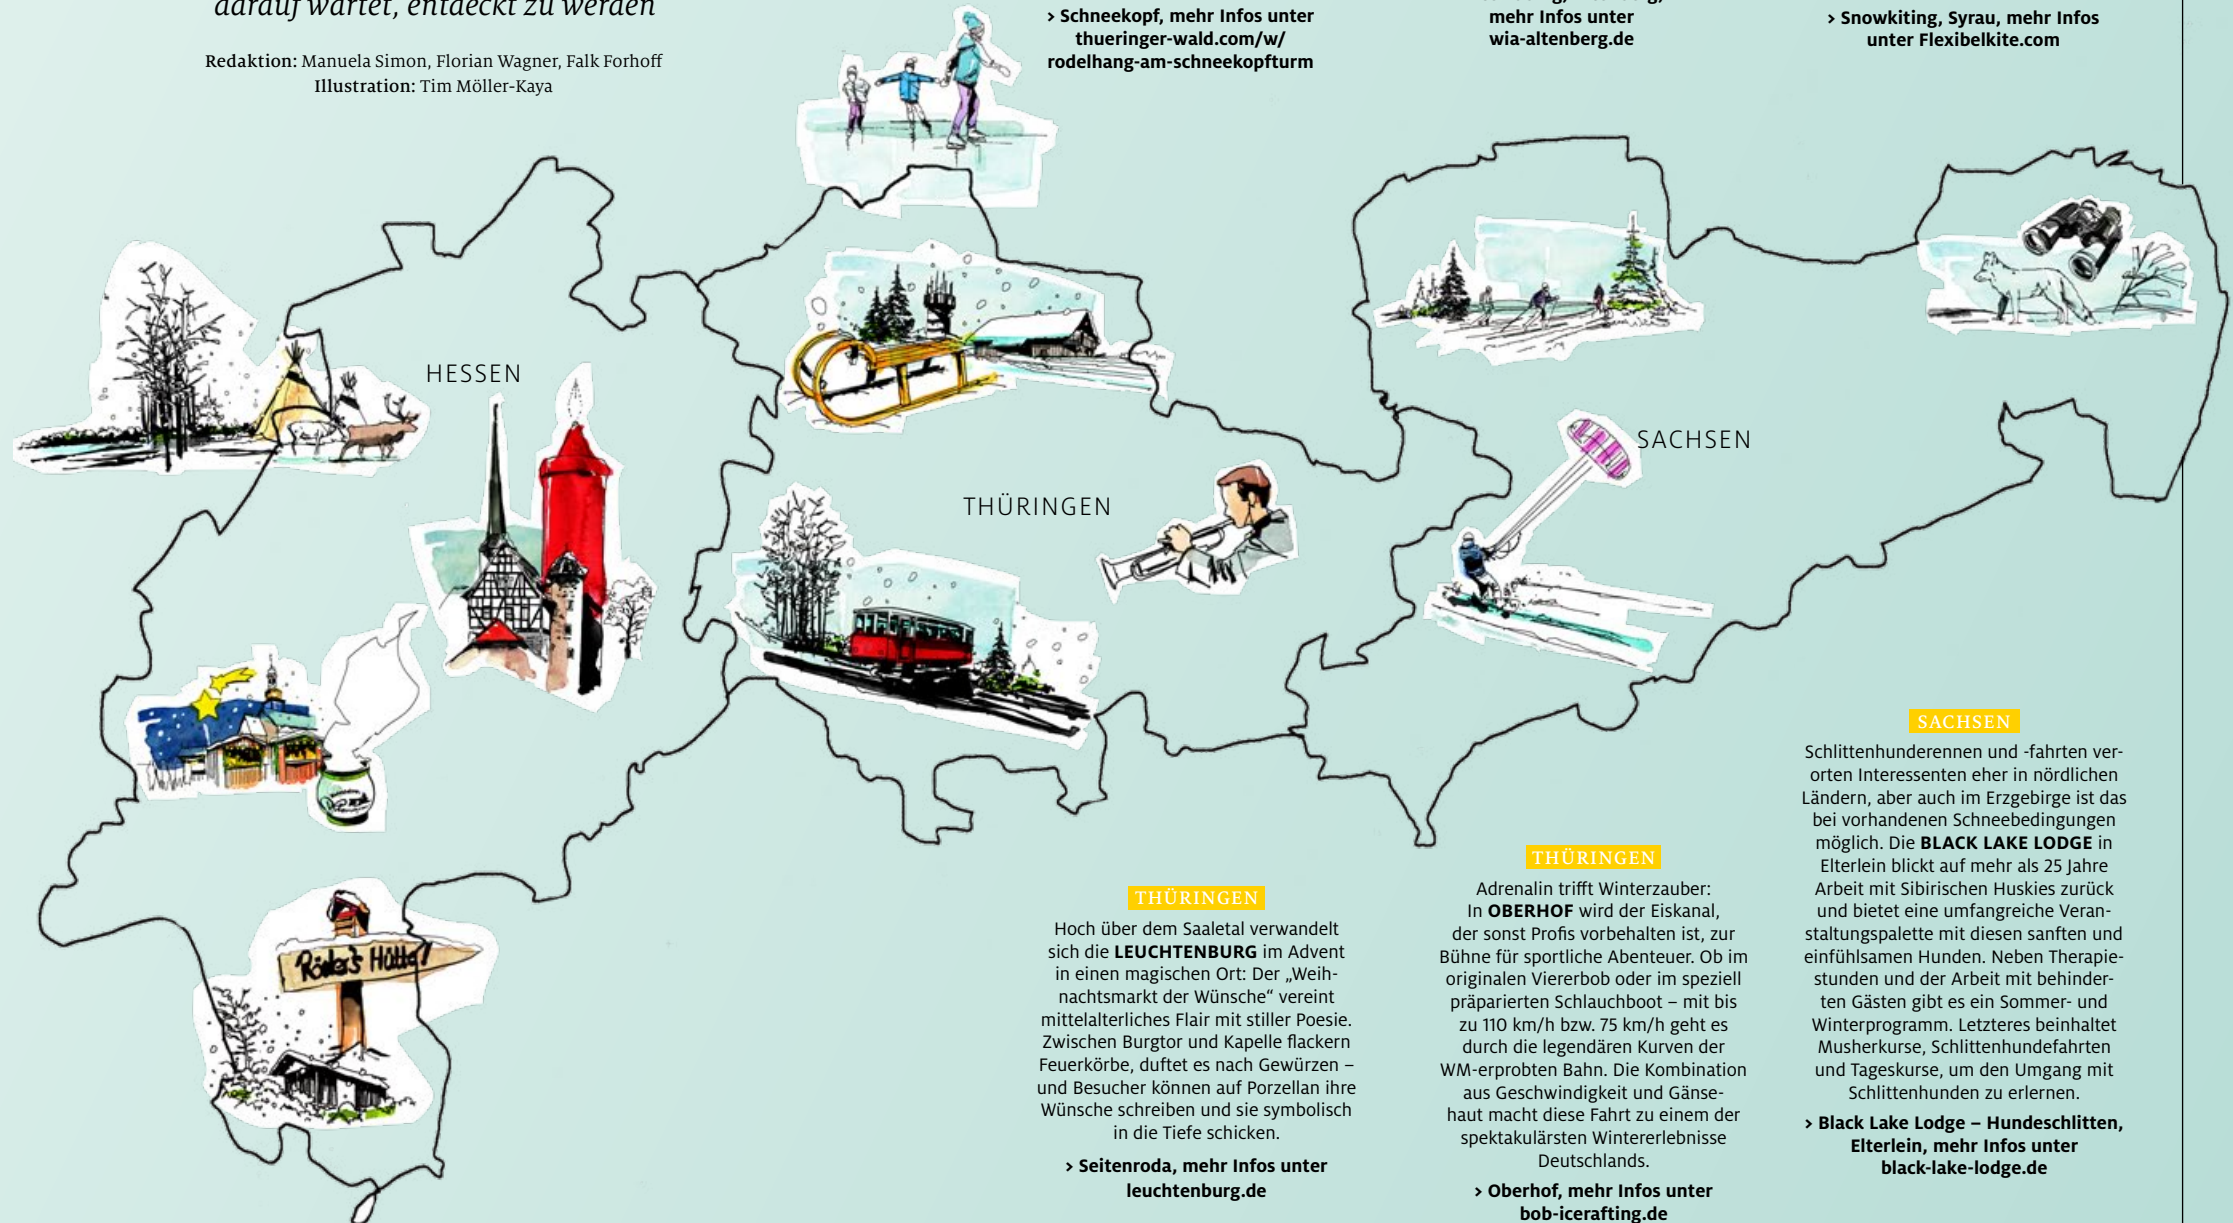 darauf wartet, entdeckt zu werden
Redaktion: Manuela Simon, Florian Wagner, Falk Forhoff
Illustration: Tim Möller-Kaya
› Schneekopf, mehr Infos unter
thueringer-wald.com/w/
rodelhang-am-schneekopfturm
mehr Infos unter
wia-altenberg.de
› Snowkiting, Syrau, mehr Infos
unter Flexibelkite.com
HESSEN
THÜRINGEN
SACHSEN
Röder's Hütte!
THÜRINGEN
Hoch über dem Saaletal verwandelt
sich die LEUCHTENBURG im Advent
in einen magischen Ort: Der „Weih-
nachtsmarkt der Wünsche“ vereint
mittelalterliches Flair mit stiller Poesie.
Zwischen Burgtor und Kapelle flackern
Feuerkörbe, duftet es nach Gewürzen –
und Besucher können auf Porzellan ihre
Wünsche schreiben und sie symbolisch
in die Tiefe schicken.
› Seitenroda, mehr Infos unter
leuchtenburg.de
THÜRINGEN
Adrenalin trifft Winterzauber:
In OBERHOF wird der Eiskanal,
der sonst Profis vorbehalten ist, zur
Bühne für sportliche Abenteuer. Ob im
originalen Viererbob oder im speziell
präparierten Schlauchboot – mit bis
zu 110 km/h bzw. 75 km/h geht es
durch die legendären Kurven der
WM-erprobten Bahn. Die Kombination
aus Geschwindigkeit und Gänse-
haut macht diese Fahrt zu einem der
spektakulärsten Wintererlebnisse
Deutschlands.
› Oberhof, mehr Infos unter
bob-icerafting.de
SACHSEN
Schlittenhunderennen und -fahrten ver-
orten Interessenten eher in nördlichen
Ländern, aber auch im Erzgebirge ist das
bei vorhandenen Schneebedingungen
möglich. Die BLACK LAKE LODGE in
Elterlein blickt auf mehr als 25 Jahre
Arbeit mit Sibirischen Huskies zurück
und bietet eine umfangreiche Veran-
staltungspalette mit diesen sanften und
einfühlsamen Hunden. Neben Therapie-
stunden und der Arbeit mit behinder-
ten Gästen gibt es ein Sommer- und
Winterprogramm. Letzteres beinhaltet
Musherkurse, Schlittenhundefahrten
und Tageskurse, um den Umgang mit
Schlittenhunden zu erlernen.
› Black Lake Lodge – Hundeschlitten,
Elterlein, mehr Infos unter
black-lake-lodge.de